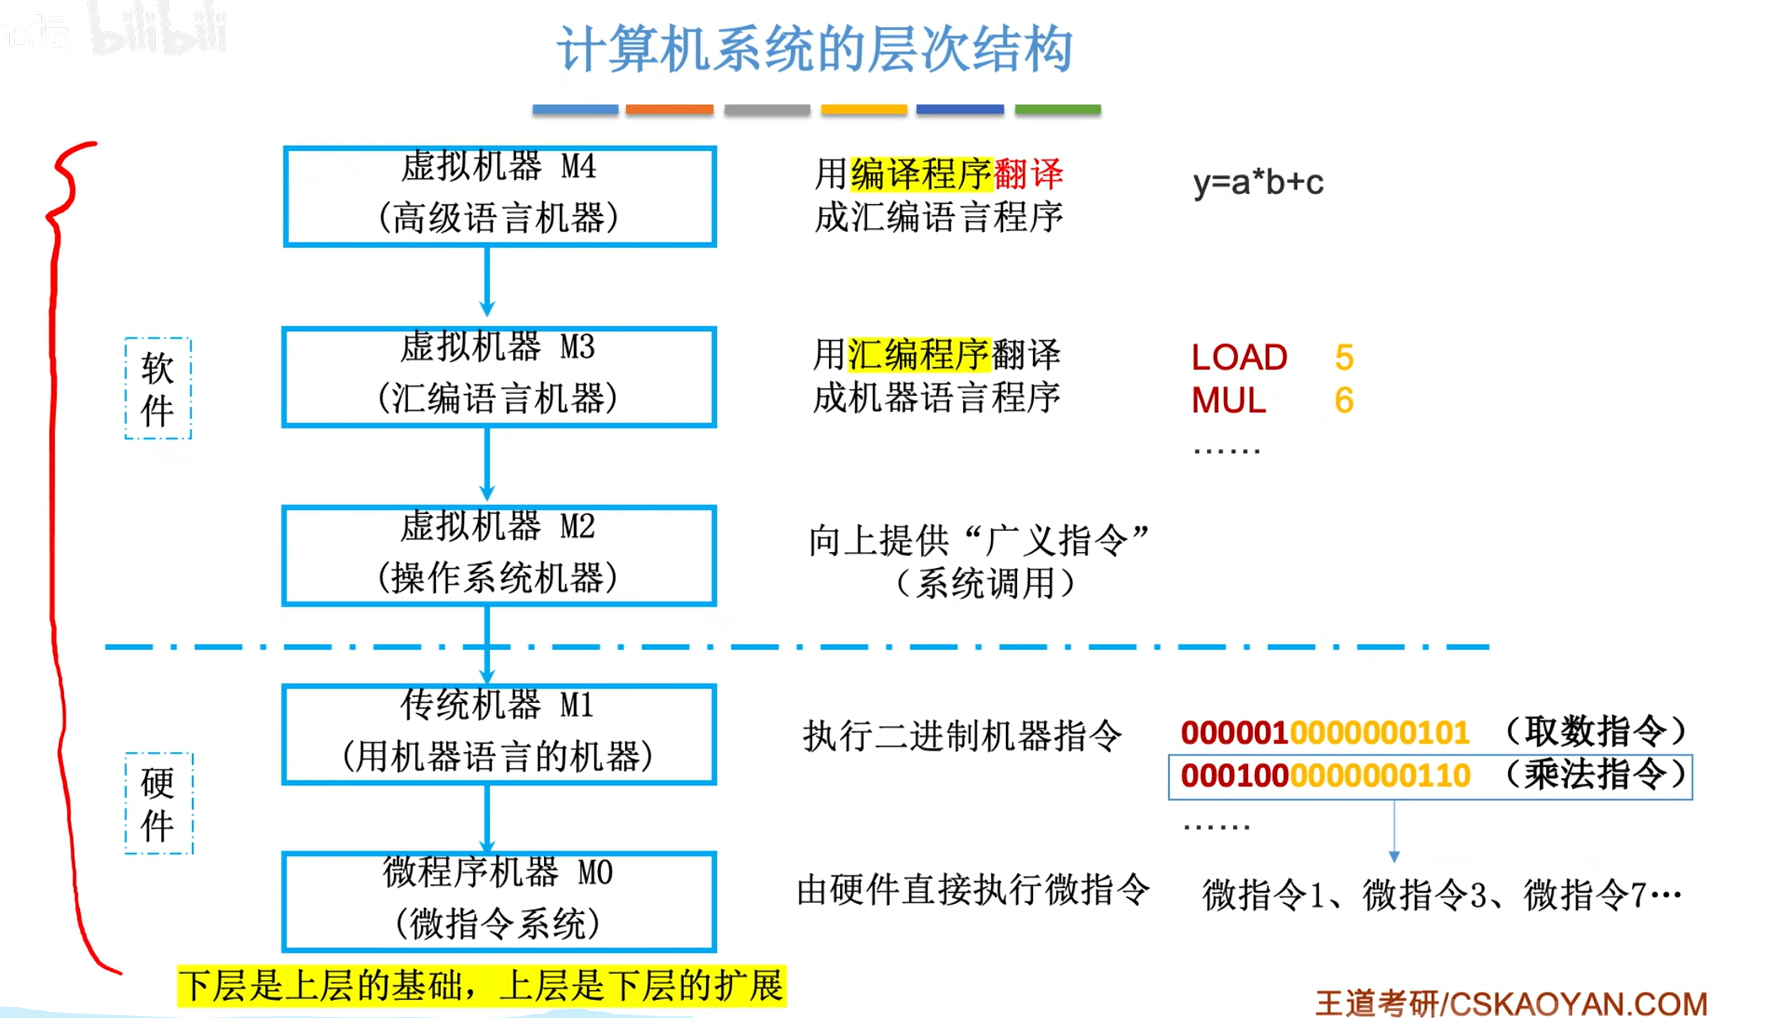 bilibili
计算机系统的层次结构
虚拟机器 M4
(高级语言机器)
用编译程序翻译
成汇编语言程序
y=a*b+c
软
件
虚拟机器 M3
(汇编语言机器)
用汇编程序翻译
成机器语言程序
LOAD 5
MUL 6
……
虚拟机器 M2
(操作系统机器)
向上提供“广义指令”
（系统调用）
硬
件
传统机器 M1
(用机器语言的机器)
执行二进制机器指令
0000010000000101 （取数指令）
0001000000000110 （乘法指令）
……
微程序机器 M0
(微指令系统)
由硬件直接执行微指令
微指令1、微指令3、微指令7…
下层是上层的基础，上层是下层的扩展
王道考研/CSKAOYAN.COM